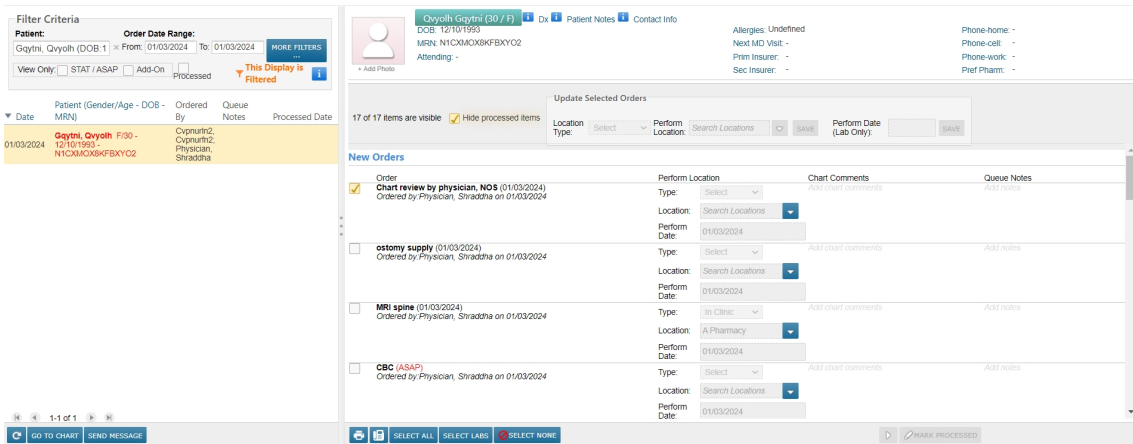 Filter Criteria
Patient: Order Date Range:
Gqytni, Qvyolh (DOB:1 × From: 01/03/2024 To: 01/03/2024 MORE FILTERS ...
View Only: STAT / ASAP Add-On Processed
This Display is Filtered i
Date Patient (Gender/Age - DOB - MRN) Ordered By Queue Notes Processed Date
01/03/2024 Gqytni, Qvyolh F/30 - 12/10/1993 - N1CXMOX8KFBXYO2 Cvpnurln2, Cvpnurfn2; Physician, Shraddha
1-1 of 1
GO TO CHART SEND MESSAGE
+ Add Photo
Qvyolh Gqytni (30 / F) i Dx i Patient Notes i Contact Info
DOB: 12/10/1993
MRN: N1CXMOX8KFBXYO2
Attending: -
Allergies: Undefined
Next MD Visit: -
Prim Insurer: -
Sec Insurer: -
Phone-home: -
Phone-cell: -
Phone-work: -
Pref Pharm: -
17 of 17 items are visible Hide processed items
Update Selected Orders
Location Type: Select Perform Location: Search Locations SAVE Perform Date (Lab Only): SAVE
New Orders
Order Perform Location Chart Comments Queue Notes
Chart review by physician, NOS (01/03/2024)
Ordered by:Physician, Shraddha on 01/03/2024
Type: Select Add chart comments Add notes
Location: Search Locations
Perform Date: 01/03/2024
ostomy supply (01/03/2024)
Ordered by:Physician, Shraddha on 01/03/2024
Type: Select Add chart comments Add notes
Location: Search Locations
Perform Date: 01/03/2024
MRI spine (01/03/2024)
Ordered by:Physician, Shraddha on 01/03/2024
Type: In Clinic Add chart comments Add notes
Location: A Pharmacy
Perform Date: 01/03/2024
CBC (ASAP)
Ordered by:Physician, Shraddha on 01/03/2024
Type: Select Add chart comments Add notes
Location: Search Locations
Perform Date: 01/03/2024
SELECT ALL SELECT LABS SELECT NONE MARK PROCESSED